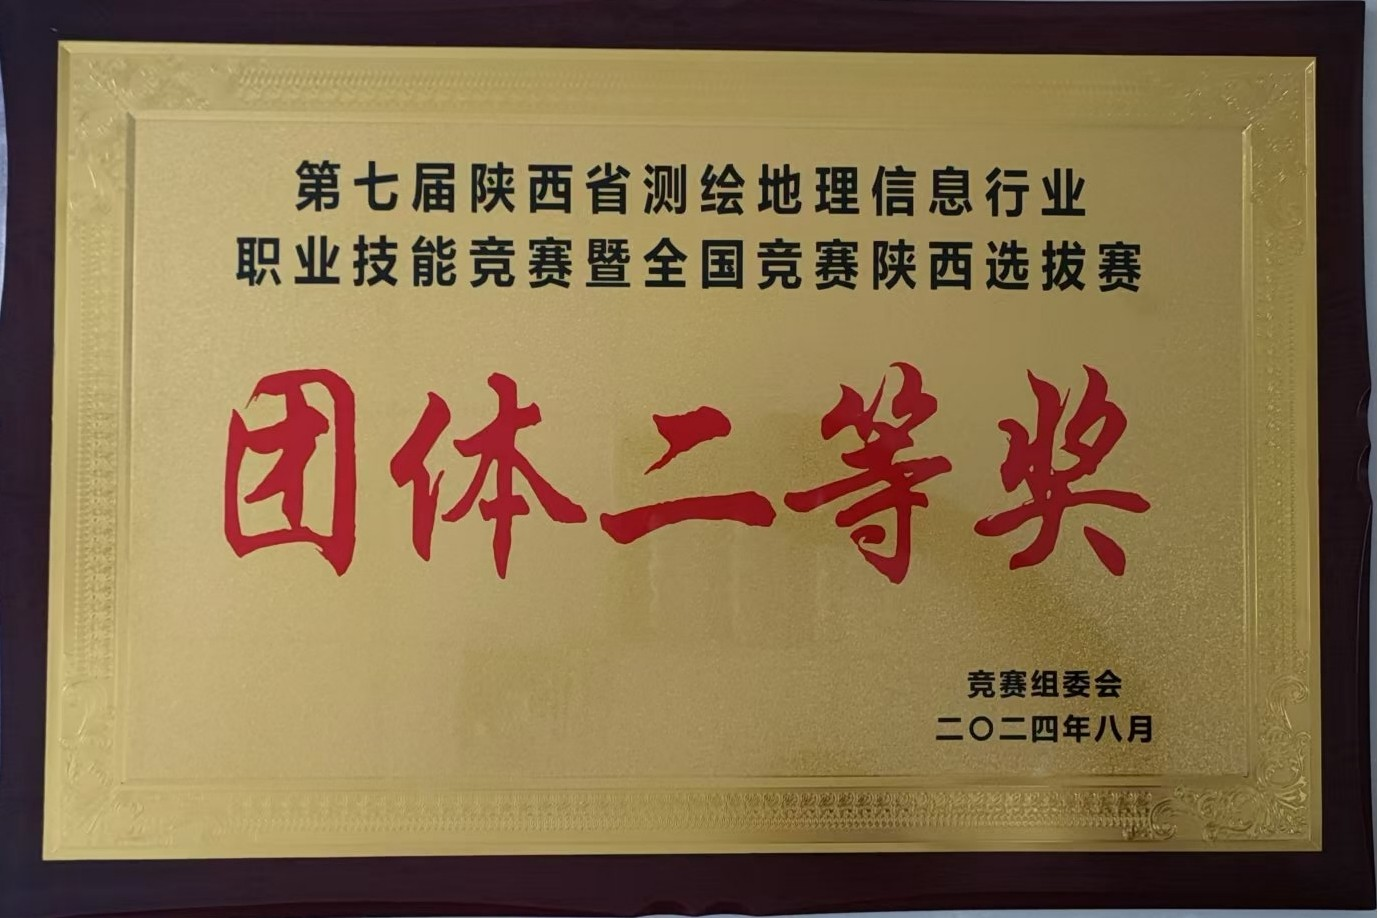 第七届陕西省测绘地理信息行业
职业技能竞赛暨全国竞赛陕西选拔赛
团体二等奖
竞赛组委会
二〇二四年八月